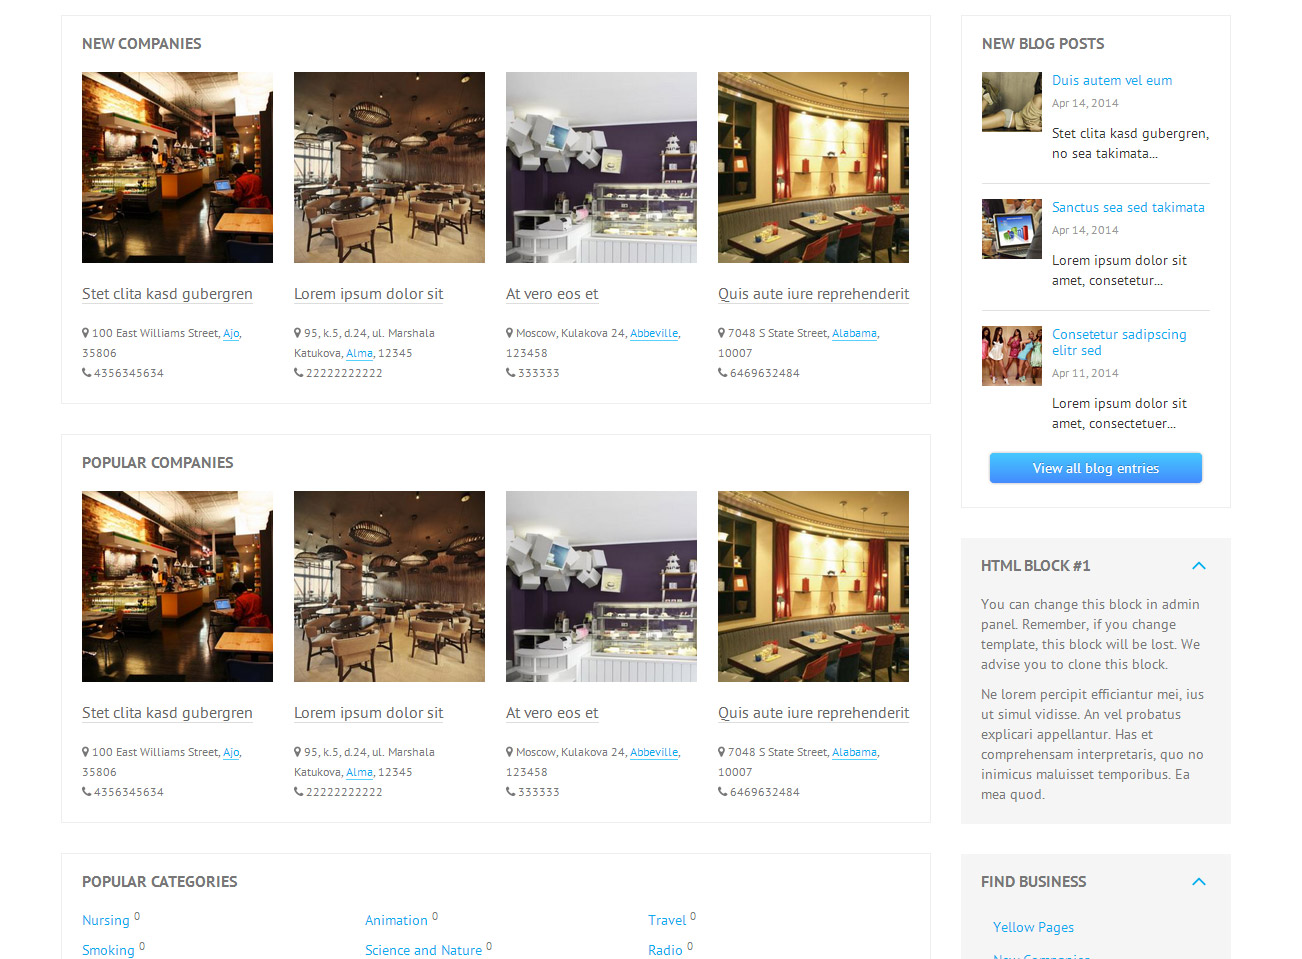 NEW COMPANIES
Stet clita kasd gubergren
100 East Williams Street, Ajo,
35806
4356345634
Lorem ipsum dolor sit
95, k.5, d.24, ul. Marshala
Katukova, Alma, 12345
22222222222
At vero eos et
Moscow, Kulakova 24, Abbeville,
123458
333333
Quis aute iure reprehenderit
7048 S State Street, Alabama,
10007
6469632484
POPULAR COMPANIES
Stet clita kasd gubergren
100 East Williams Street, Ajo,
35806
4356345634
Lorem ipsum dolor sit
95, k.5, d.24, ul. Marshala
Katukova, Alma, 12345
22222222222
At vero eos et
Moscow, Kulakova 24, Abbeville,
123458
333333
Quis aute iure reprehenderit
7048 S State Street, Alabama,
10007
6469632484
POPULAR CATEGORIES
Nursing 0
Animation 0
Travel 0
Smoking 0
Science and Nature 0
Radio 0
NEW BLOG POSTS
Duis autem vel eum
Apr 14, 2014
Stet clita kasd gubergren,
no sea takimata...
Sanctus sea sed takimata
Apr 14, 2014
Lorem ipsum dolor sit
amet, consetetur...
Consetetur sadipscing
elitr sed
Apr 11, 2014
Lorem ipsum dolor sit
amet, consectetuer...
View all blog entries
HTML BLOCK #1
You can change this block in admin
panel. Remember, if you change
template, this block will be lost. We
advise you to clone this block.
Ne lorem percipit efficiantur mei, ius
ut simul vidisse. An vel probatus
explicari appellantur. Has et
comprehensam interpretaris, quo no
inimicus maluisset temporibus. Ea
mea quod.
FIND BUSINESS
Yellow Pages
New Companies